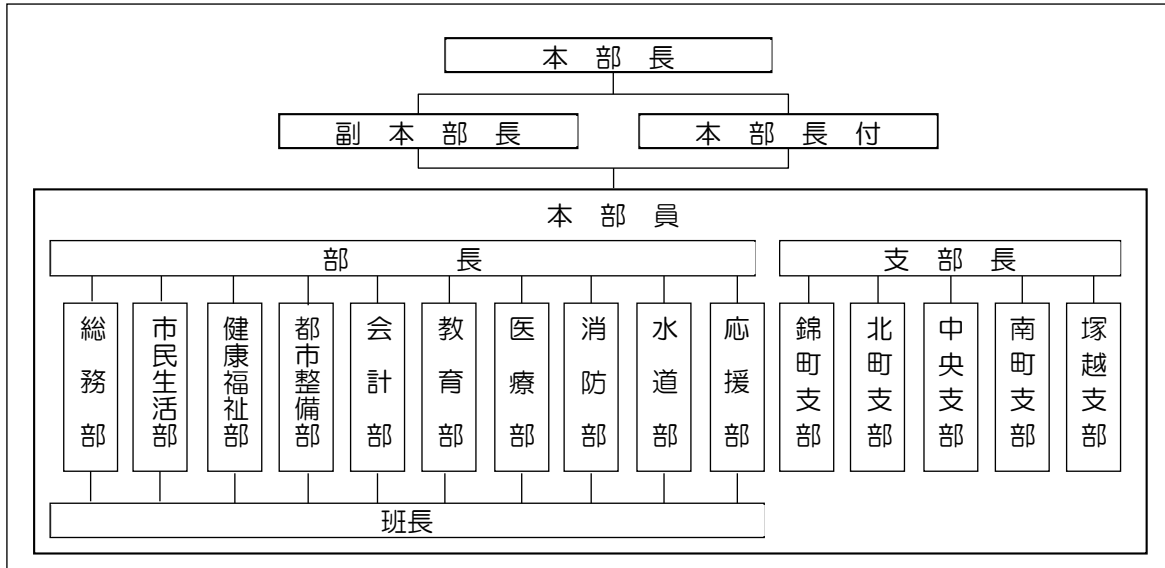 本部長
副本部長
本部長付
本部員
部長
支部長
総務部
市民生活部
健康福祉部
都市整備部
会計部
教育部
医療部
消防部
水道部
応援部
錦町支部
北町支部
中央支部
南町支部
塚越支部
班長